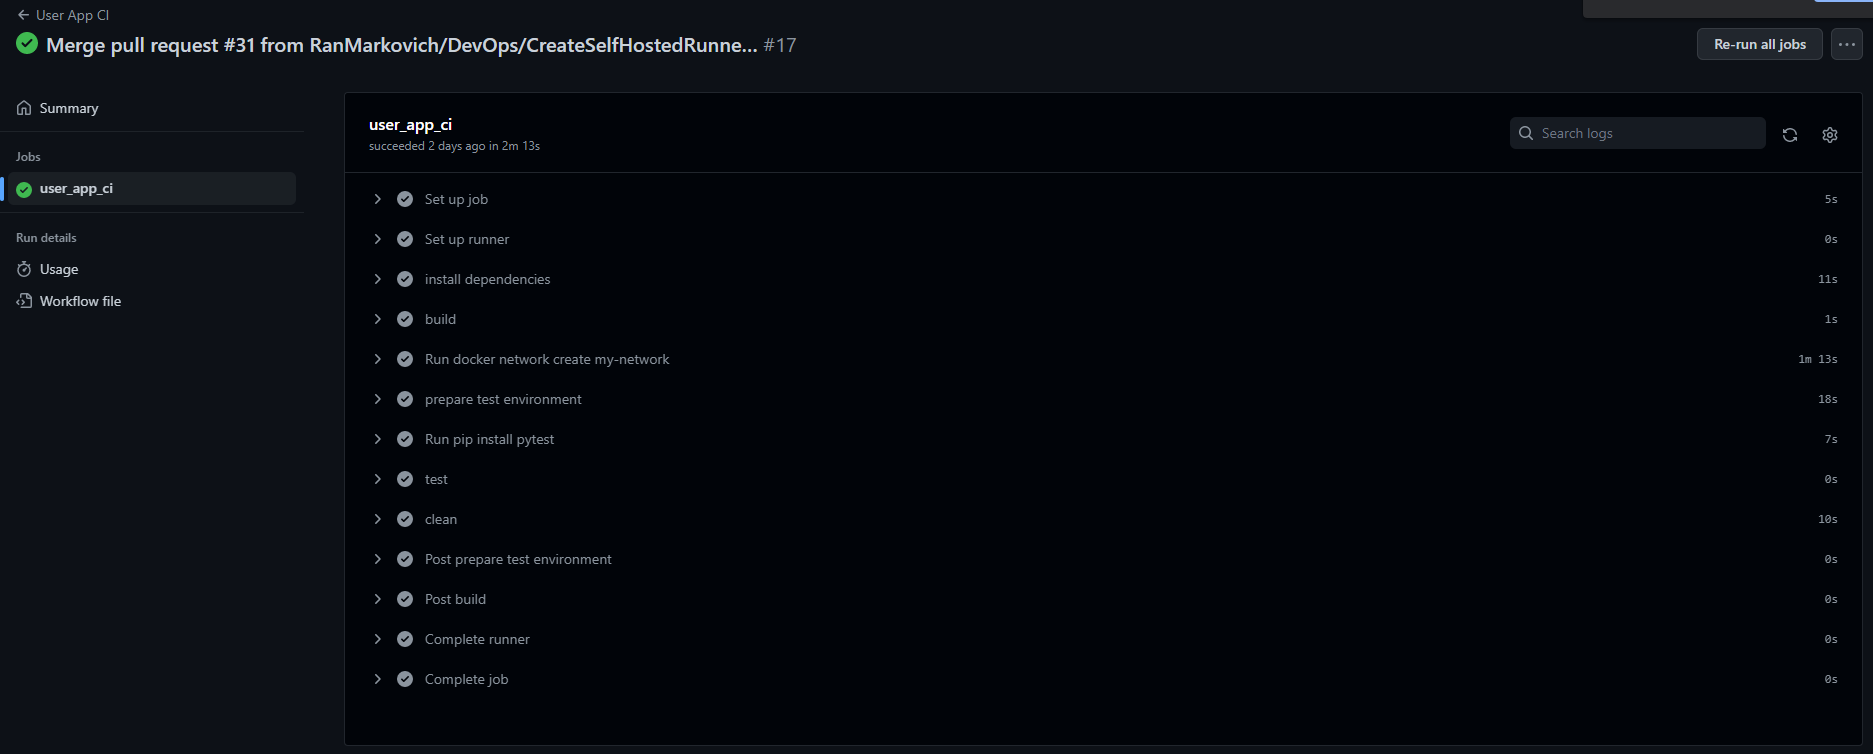 User App CI
Merge pull request #31 from RanMarkovich/DevOps/CreateSelfHostedRunne... #17
Re-run all jobs
Summary
Jobs
user_app_ci
Run details
Usage
Workflow file
user_app_ci
succeeded 2 days ago in 2m 13s
Search logs
Set up job 5s
Set up runner 0s
install dependencies 11s
build 1s
Run docker network create my-network 1m 13s
prepare test environment 18s
Run pip install pytest 7s
test 0s
clean 10s
Post prepare test environment 0s
Post build 0s
Complete runner 0s
Complete job 0s